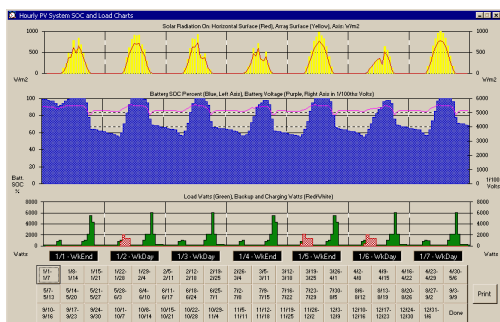 Hourly PV System SOC and Load Charts
Solar Radiation On: Horizontal Surface (Red), Array Surface (Yellow), Axis: W/m2
1000 1000
500 500
0 0
W/m2 W/m2
Battery SOC Percent (Blue, Left Axis), Battery Voltage (Purple, Right Axis in 1/100ths Volts)
100 6000
80 5000
60 4000
3000
40 2000
20 1000
0 0
Batt. SOC % 1/100 Volts
Load Watts (Green), Backup and Charging Watts (Red/White)
8000 8000
6000 6000
4000 4000
2000 2000
0 0
Watts Watts
1/1 - WkEnd 1/2 - WkDay 1/3 - WkDay 1/4 - WkDay 1/5 - WkDay 1/6 - WkDay 1/7 - WkDay
1/1- 1/8- 1/15- 1/22- 1/29- 2/5- 2/12- 2/19- 2/26- 3/5- 3/12- 3/19- 3/26- 4/2- 4/9- 4/16- 4/23- 4/30-
1/7 1/14 1/21 1/28 2/4 2/11 2/18 2/25 3/4 3/11 3/18 3/25 4/1 4/8 4/15 4/22 4/29 5/6
5/7- 5/14- 5/21- 5/28- 6/4- 6/11- 6/18- 6/25- 7/2- 7/9- 7/16- 7/23- 7/30- 8/6- 8/13- 8/20- 8/27- 9/3-
5/13 5/20 5/27 6/3 6/10 6/17 6/24 7/1 7/8 7/15 7/22 7/29 8/5 8/12 8/19 8/26 9/2 9/9
Print
9/10- 9/17- 9/24- 10/1- 10/8- 10/15- 10/22- 10/29- 11/5- 11/12- 11/19- 11/26- 12/3- 12/10- 12/17- 12/24- 12/31- Done
9/16 9/23 9/30 10/7 10/14 10/21 10/28 11/4 11/11 11/18 11/25 12/2 12/9 12/16 12/23 12/30 1/6